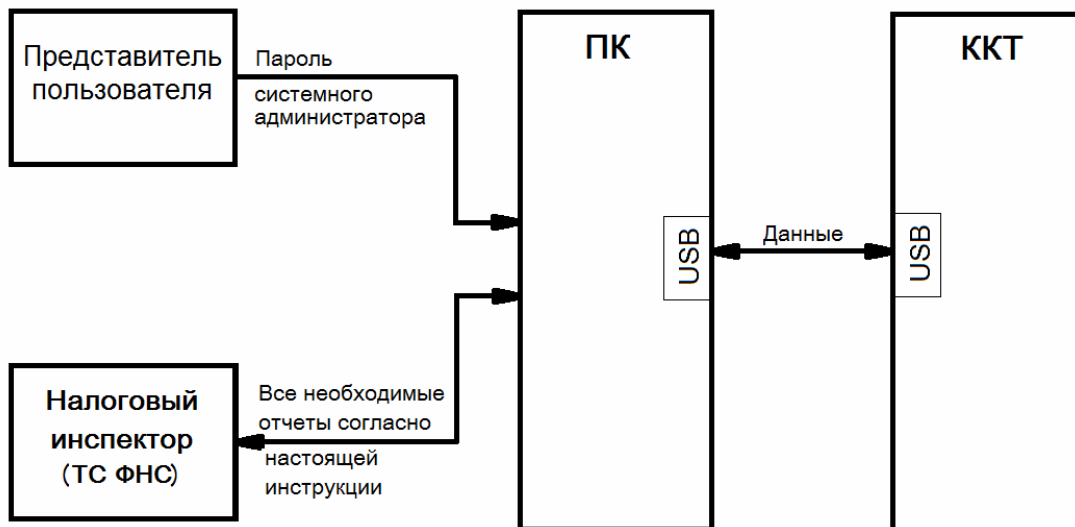 Представитель
пользователя
Пароль
системного
администратора
ПК
ККТ
USB
Данные
USB
Налоговый
инспектор
(ТС ФНС)
Все необходимые
отчеты согласно
настоящей
инструкции